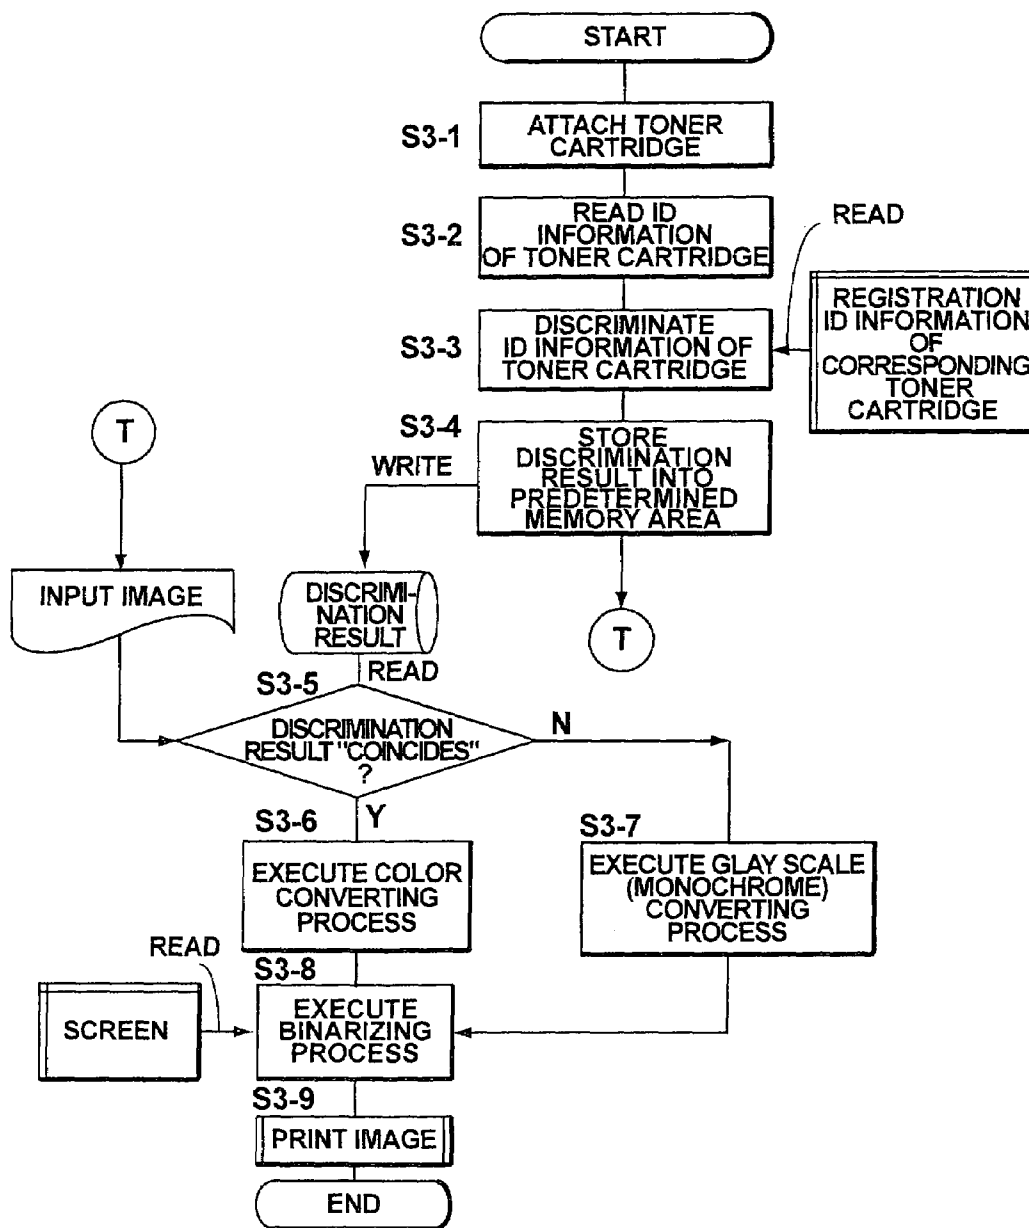 START
S3-1
ATTACH TONER
CARTRIDGE
S3-2
READ ID
INFORMATION
OF TONER CARTRIDGE
READ
S3-3
DISCRIMINATE
ID INFORMATION OF
TONER CARTRIDGE
REGISTRATION
ID INFORMATION
OF
CORRESPONDING
TONER
CARTRIDGE
S3-4
STORE
DISCRIMINATION
RESULT INTO
PREDETERMINED
MEMORY AREA
WRITE
T
T
INPUT IMAGE
DISCRIMI-
NATION
RESULT
READ
S3-5
DISCRIMINATION
RESULT "COINCIDES"
?
N
Y
S3-6
EXECUTE COLOR
CONVERTING
PROCESS
S3-7
EXECUTE GLAY SCALE
(MONOCHROME)
CONVERTING
PROCESS
READ
SCREEN
S3-8
EXECUTE
BINARIZING
PROCESS
S3-9
PRINT IMAGE
END